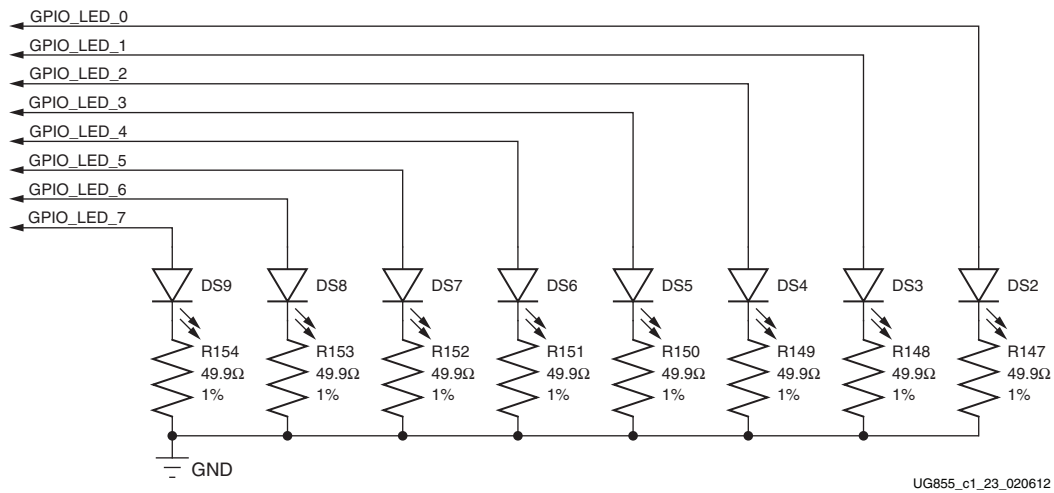 GPIO_LED_0
GPIO_LED_1
GPIO_LED_2
GPIO_LED_3
GPIO_LED_4
GPIO_LED_5
GPIO_LED_6
GPIO_LED_7
DS9
DS8
DS7
DS6
DS5
DS4
DS3
DS2
R154
49.9Ω
1%
R153
49.9Ω
1%
R152
49.9Ω
1%
R151
49.9Ω
1%
R150
49.9Ω
1%
R149
49.9Ω
1%
R148
49.9Ω
1%
R147
49.9Ω
1%
GND
UG855_c1_23_020612